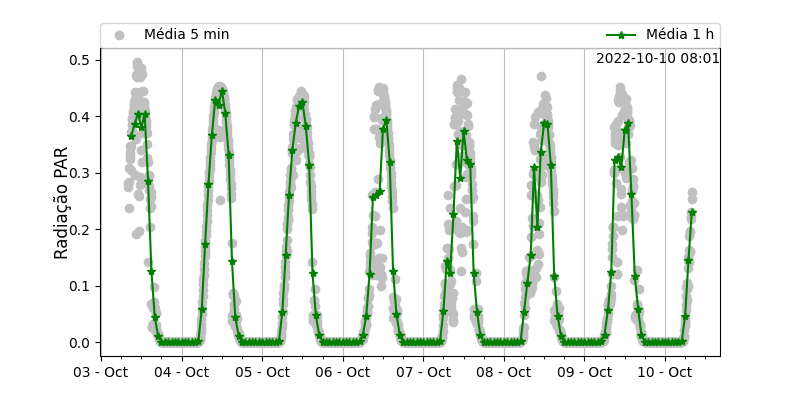 Média 5 min
Média 1 h
2022-10-10 08:01
Radiação PAR
0.5
0.4
0.3
0.2
0.1
0.0
03 - Oct
04 - Oct
05 - Oct
06 - Oct
07 - Oct
08 - Oct
09 - Oct
10 - Oct